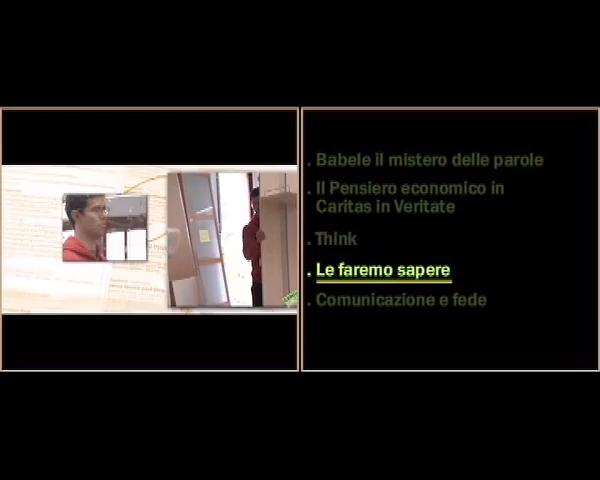 . Babele il mistero delle parole
. Il Pensiero economico in
Caritas in Veritate
. Think
. Le faremo sapere
. Comunicazione e fede